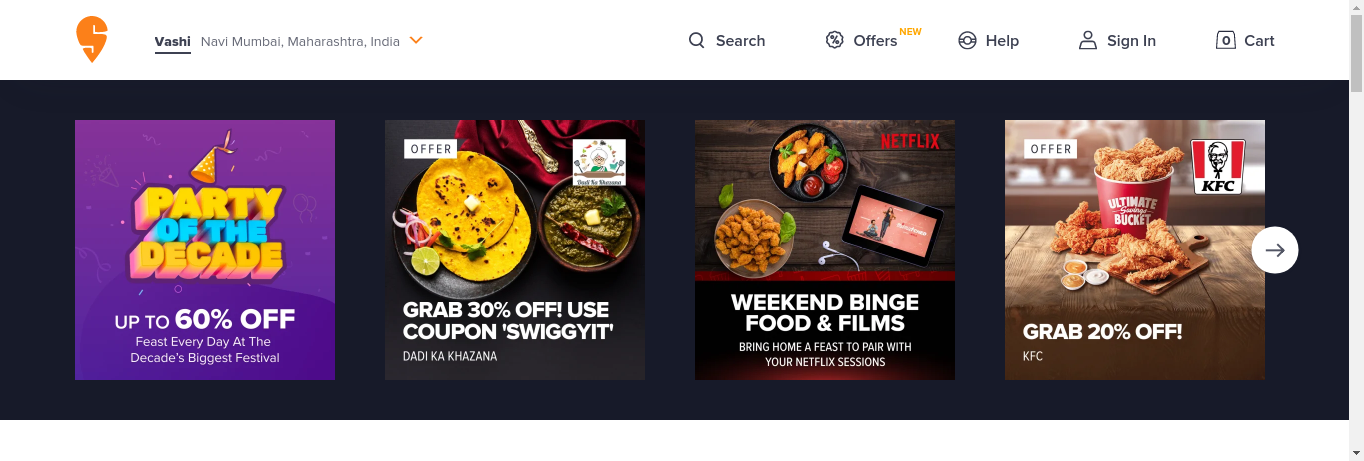 Vashi Navi Mumbai, Maharashtra, India
Search
Offers NEW
Help
Sign In
0 Cart
PARTY
OF THE
DECADE
UP TO 60% OFF
Feast Every Day At The
Decade's Biggest Festival
OFFER
Dadi Ka Khazana
GRAB 30% OFF! USE
COUPON 'SWIGGYIT'
DADI KA KHAZANA
NETFLIX
WEEKEND BINGE
FOOD & FILMS
BRING HOME A FEAST TO PAIR WITH
YOUR NETFLIX SESSIONS
OFFER
KFC
ULTIMATE
Savings
BUCKET
GRAB 20% OFF!
KFC